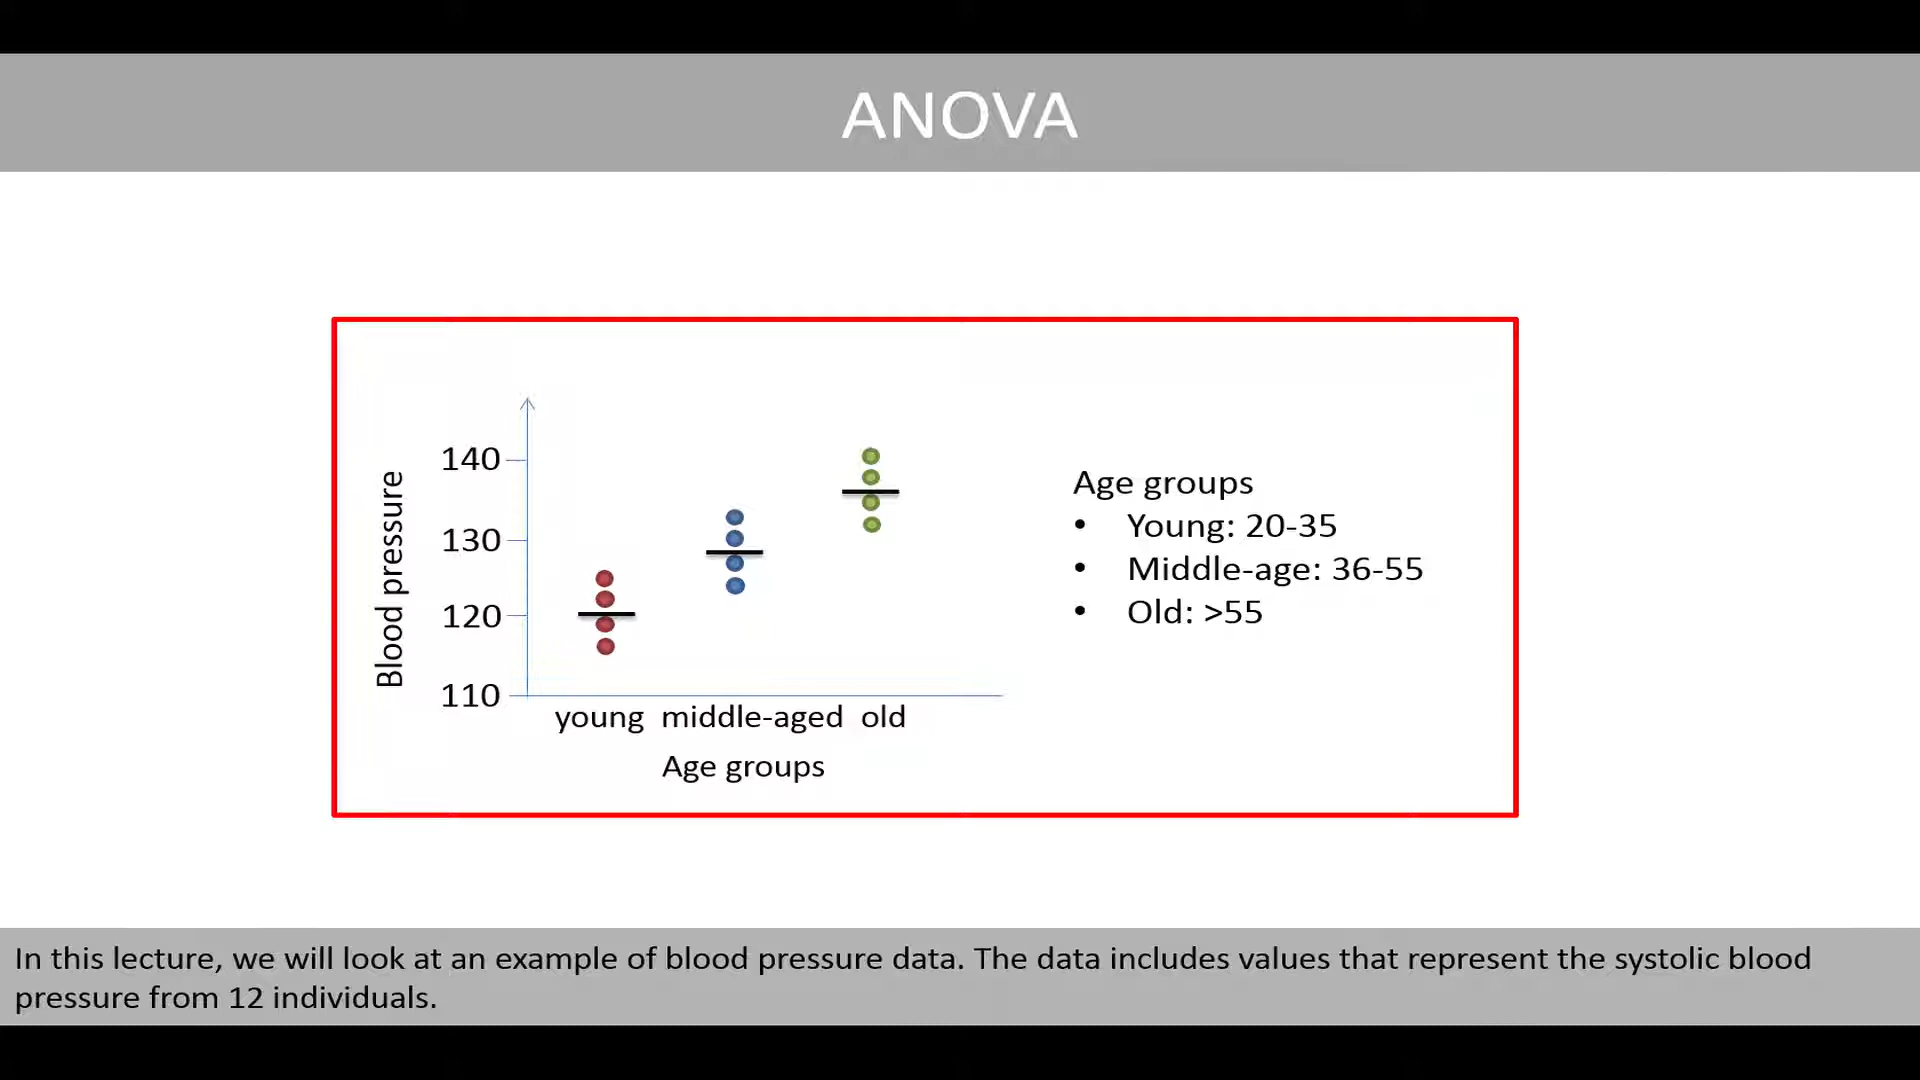 ANOVA
140
130
120
110
Blood pressure
young middle-aged old
Age groups
Age groups
• Young: 20-35
• Middle-age: 36-55
• Old: >55
In this lecture, we will look at an example of blood pressure data. The data includes values that represent the systolic blood
pressure from 12 individuals.